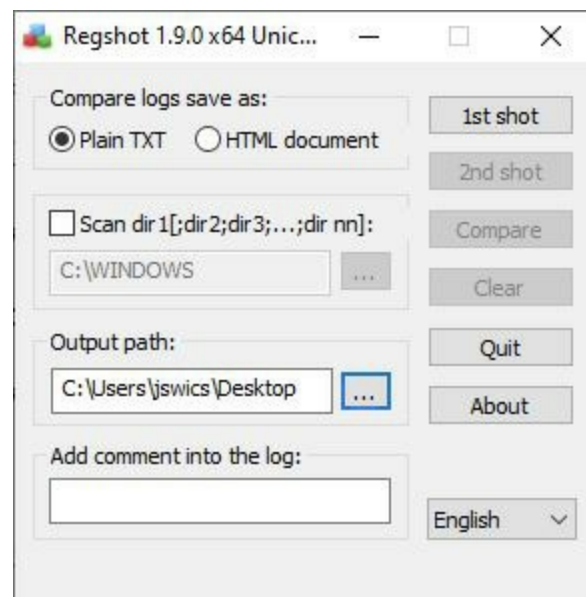 Regshot 1.9.0 x64 Unic...
Compare logs save as:
Plain TXT HTML document
1st shot
2nd shot
Scan dir1[;dir2;dir3;...;dir nn]:
C:\WINDOWS ...
Compare
Clear
Output path:
C:\Users\jswics\Desktop ...
Quit
About
Add comment into the log:
English